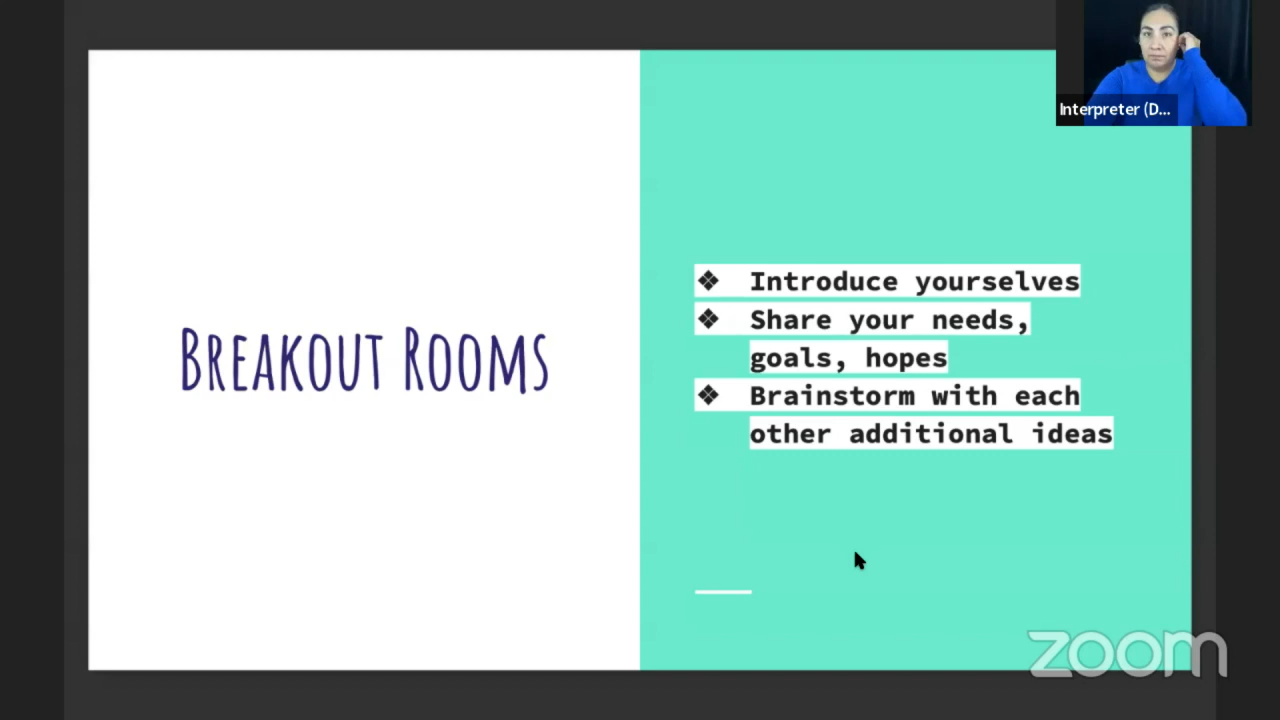 Interpreter (D...
Breakout Rooms
❖ Introduce yourselves
❖ Share your needs,
goals, hopes
❖ Brainstorm with each
other additional ideas
zoom